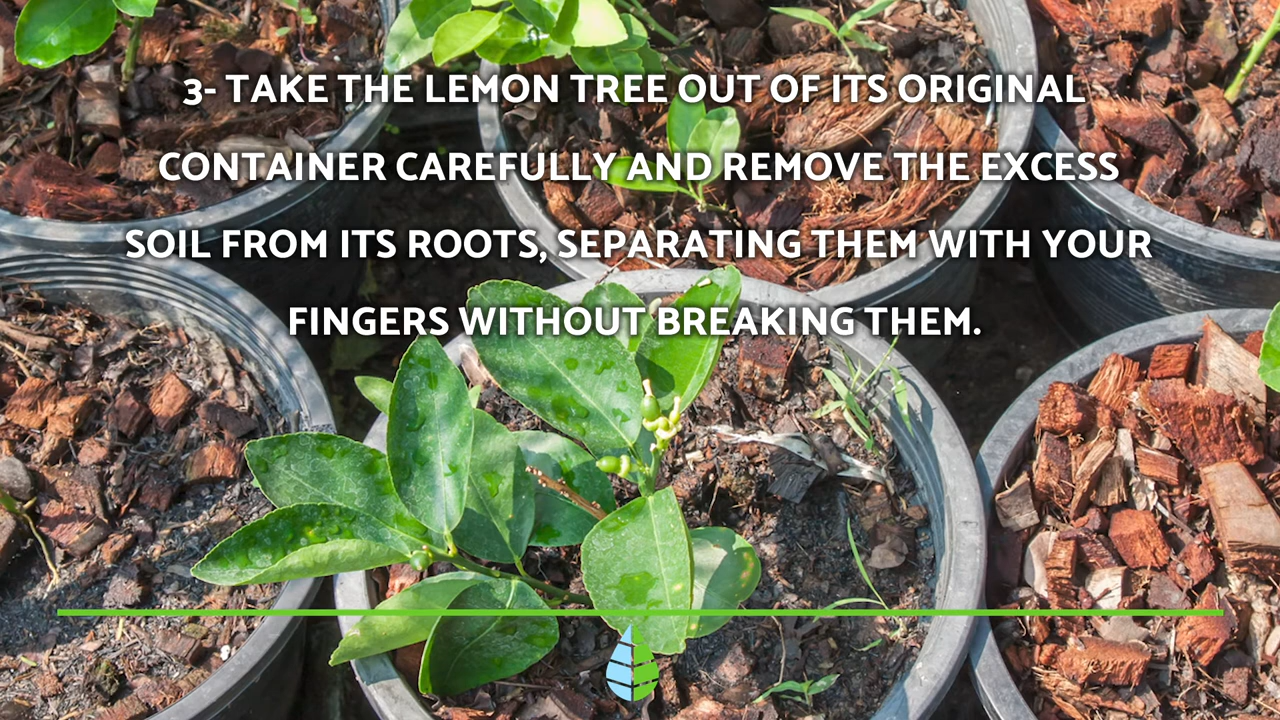 3- TAKE THE LEMON TREE OUT OF ITS ORIGINAL
CONTAINER CAREFULLY AND REMOVE THE EXCESS
SOIL FROM ITS ROOTS, SEPARATING THEM WITH YOUR
FINGERS WITHOUT BREAKING THEM.